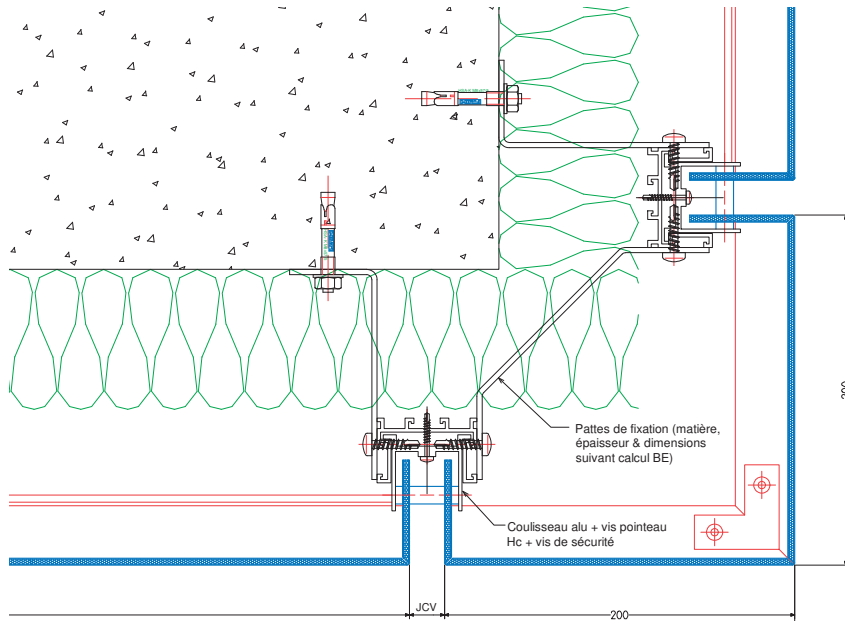 Pattes de fixation (matière,
épaisseur & dimensions
suivant calcul BE)
Coulisseau alu + vis pointeau
Hc + vis de sécurité
JCV
200
200